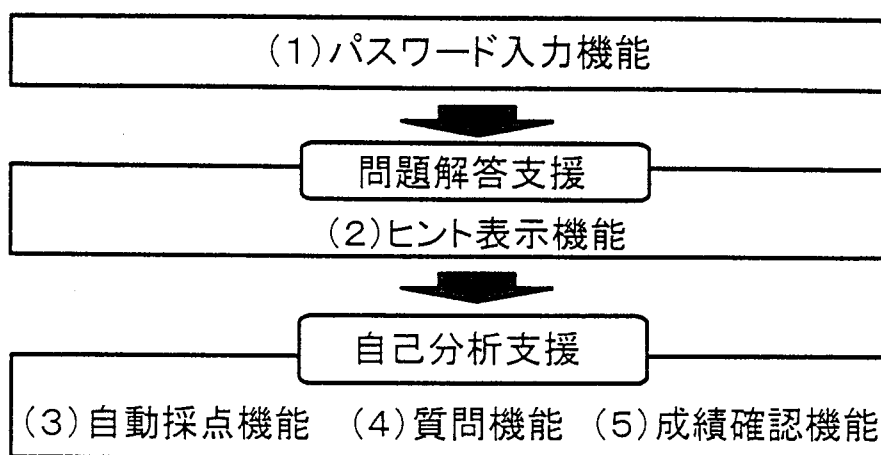 (1)パスワード入力機能
問題解答支援
(2)ヒント表示機能
自己分析支援
(3)自動採点機能 (4)質問機能 (5)成績確認機能